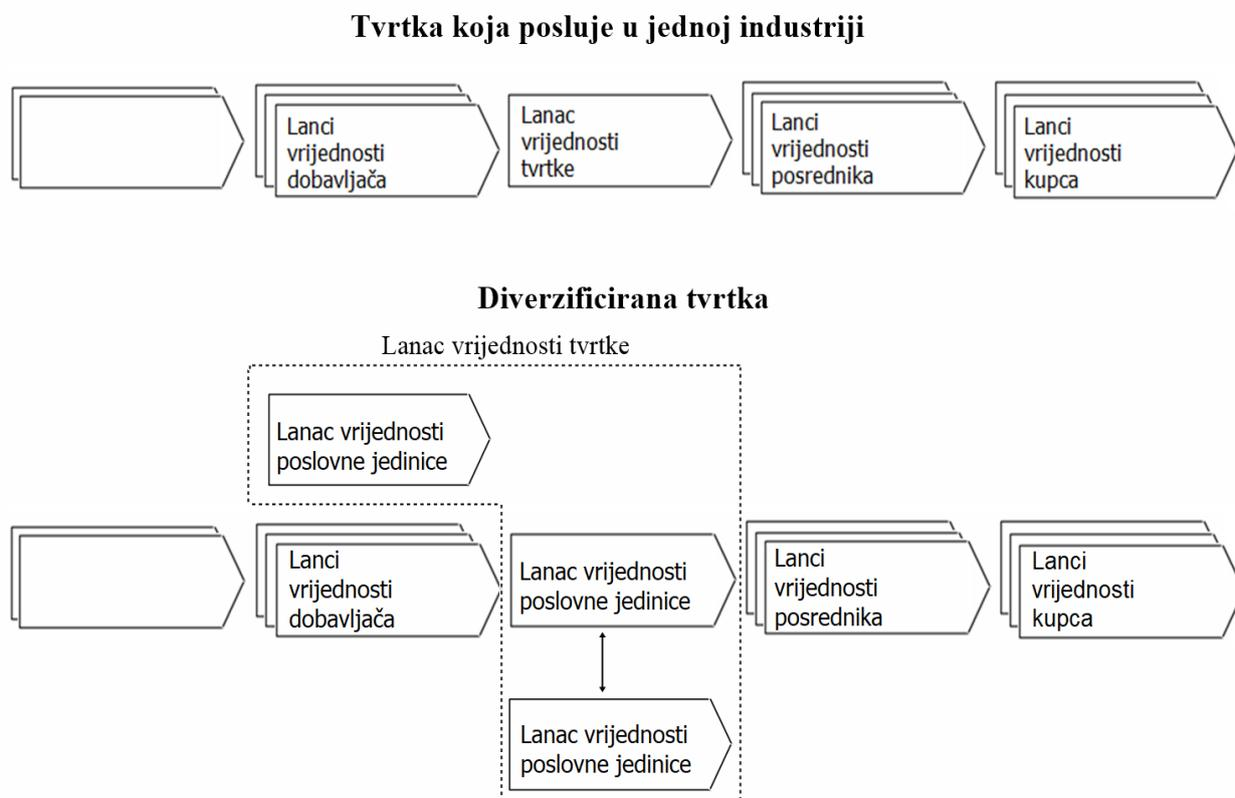 Tvrtka koja posluje u jednoj industriji
Lanci
vrijednosti
dobavljača
Lanac
vrijednosti
tvrtke
Lanci
vrijednosti
posrednika
Lanci
vrijednosti
kupca
Diverzificirana tvrtka
Lanac vrijednosti tvrtke
Lanac vrijednosti
poslovne jedinice
Lanci
vrijednosti
dobavljača
Lanac vrijednosti
poslovne jedinice
Lanci
vrijednosti
posrednika
Lanci
vrijednosti
kupca
Lanac vrijednosti
poslovne jedinice